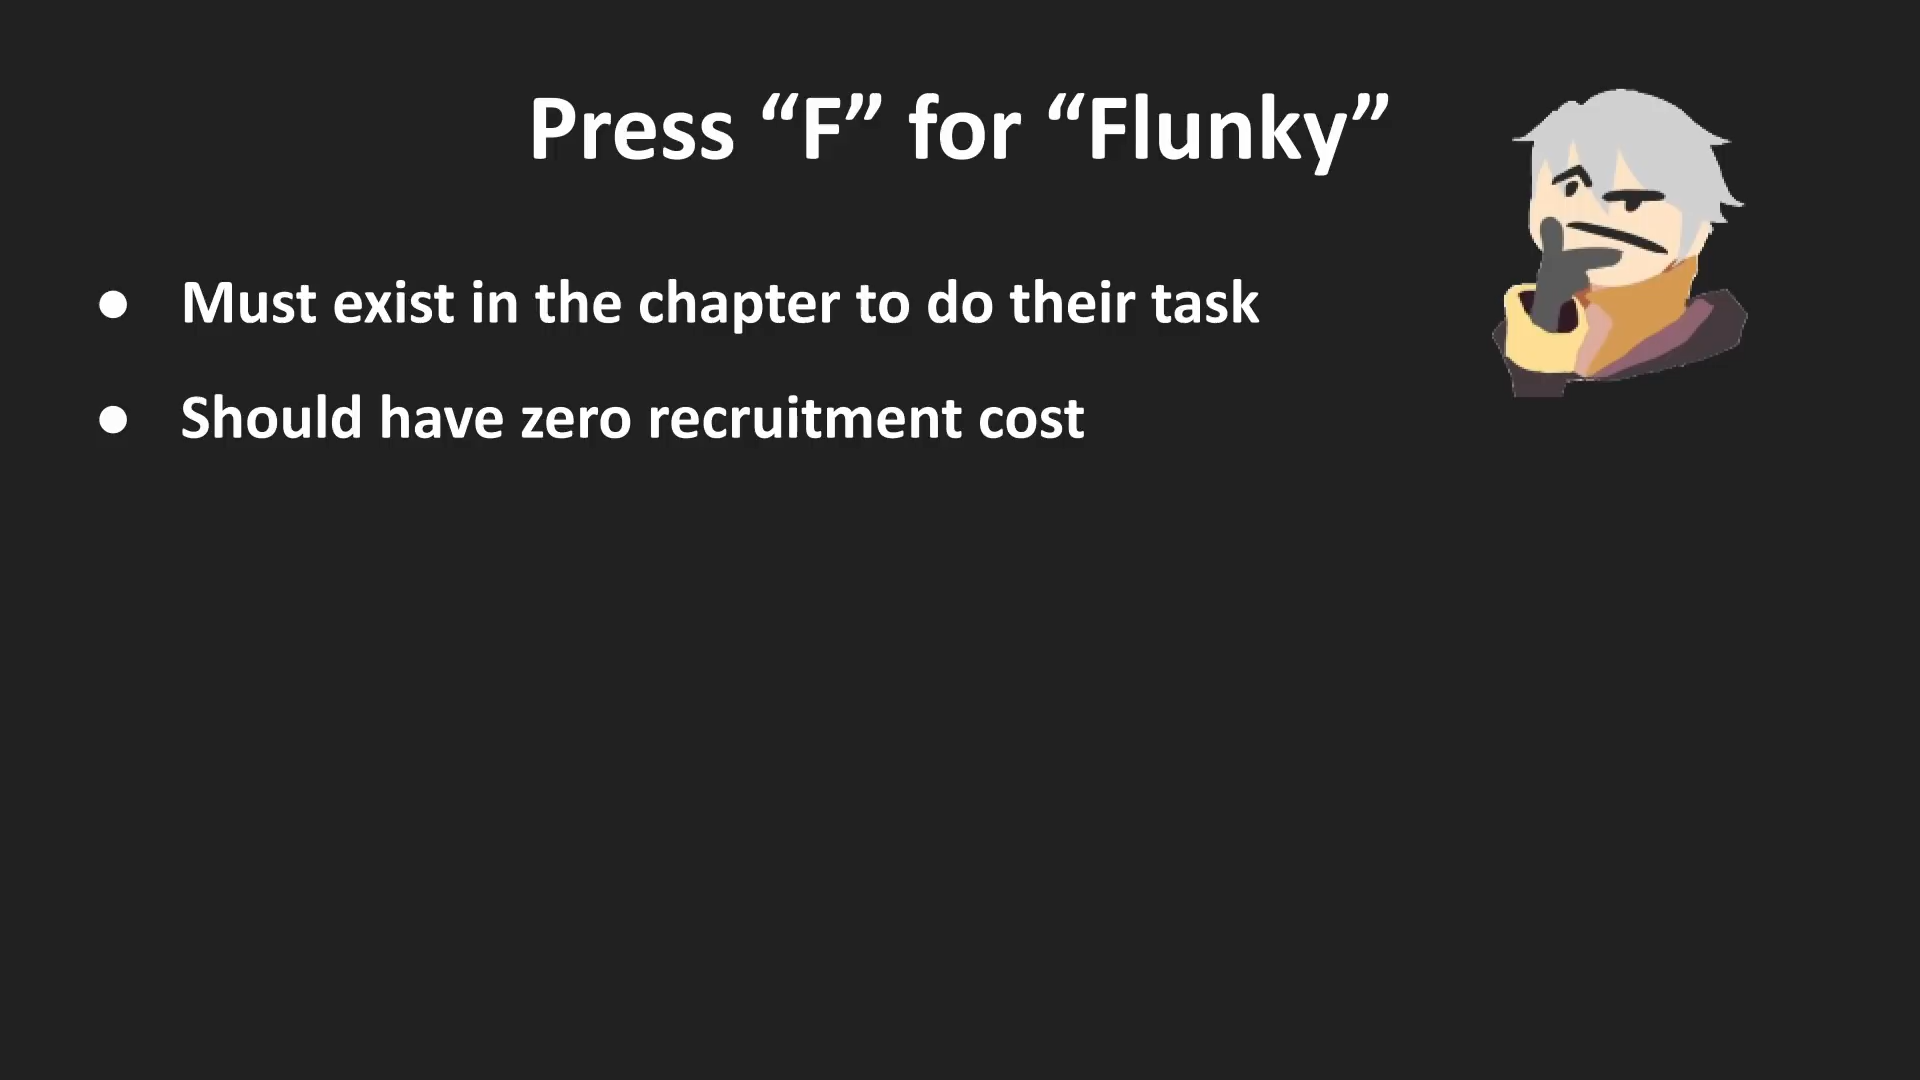 Press “F” for “Flunky”
● Must exist in the chapter to do their task
● Should have zero recruitment cost